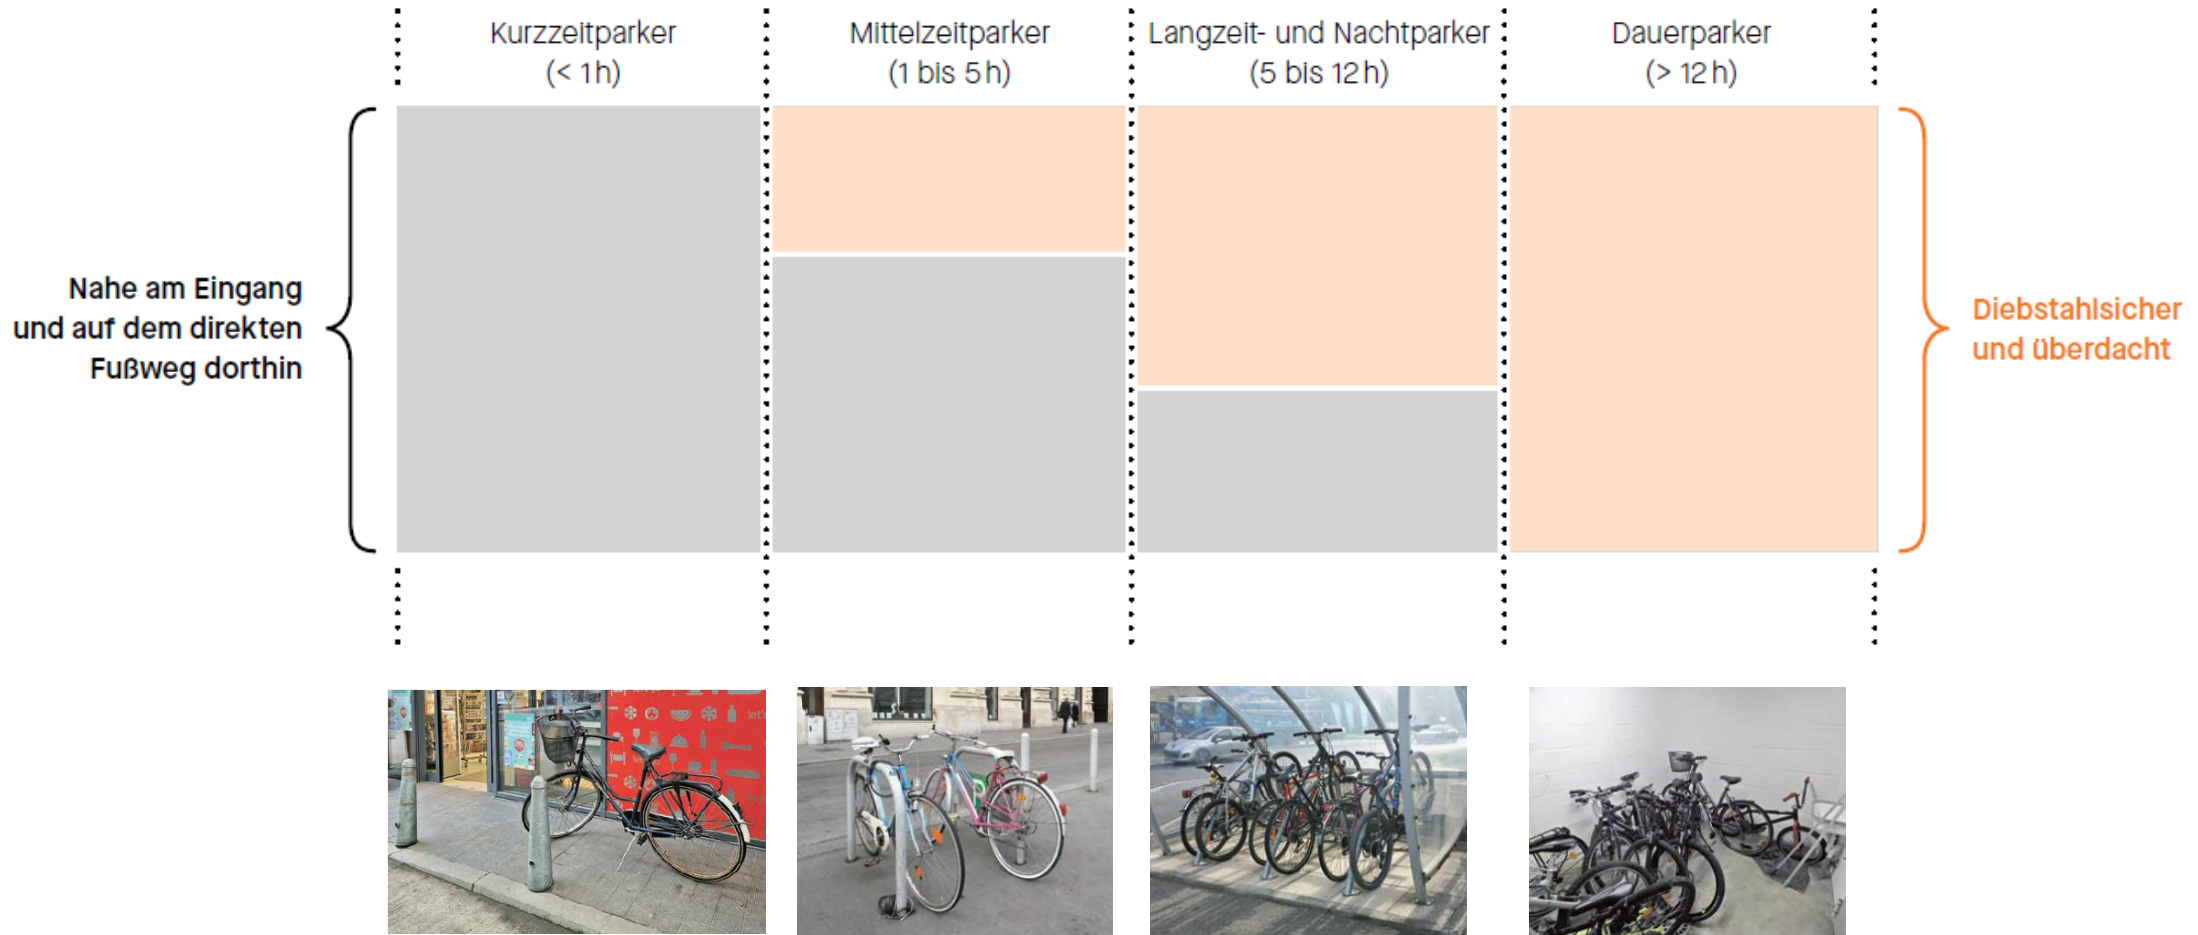 Kurzzeitparker
(< 1 h)
Mittelzeitparker
(1 bis 5 h)
Langzeit- und Nachtparker
(5 bis 12 h)
Dauerparker
(> 12 h)
Nahe am Eingang
und auf dem direkten
Fußweg dorthin
Diebstahlsicher
und überdacht
let's